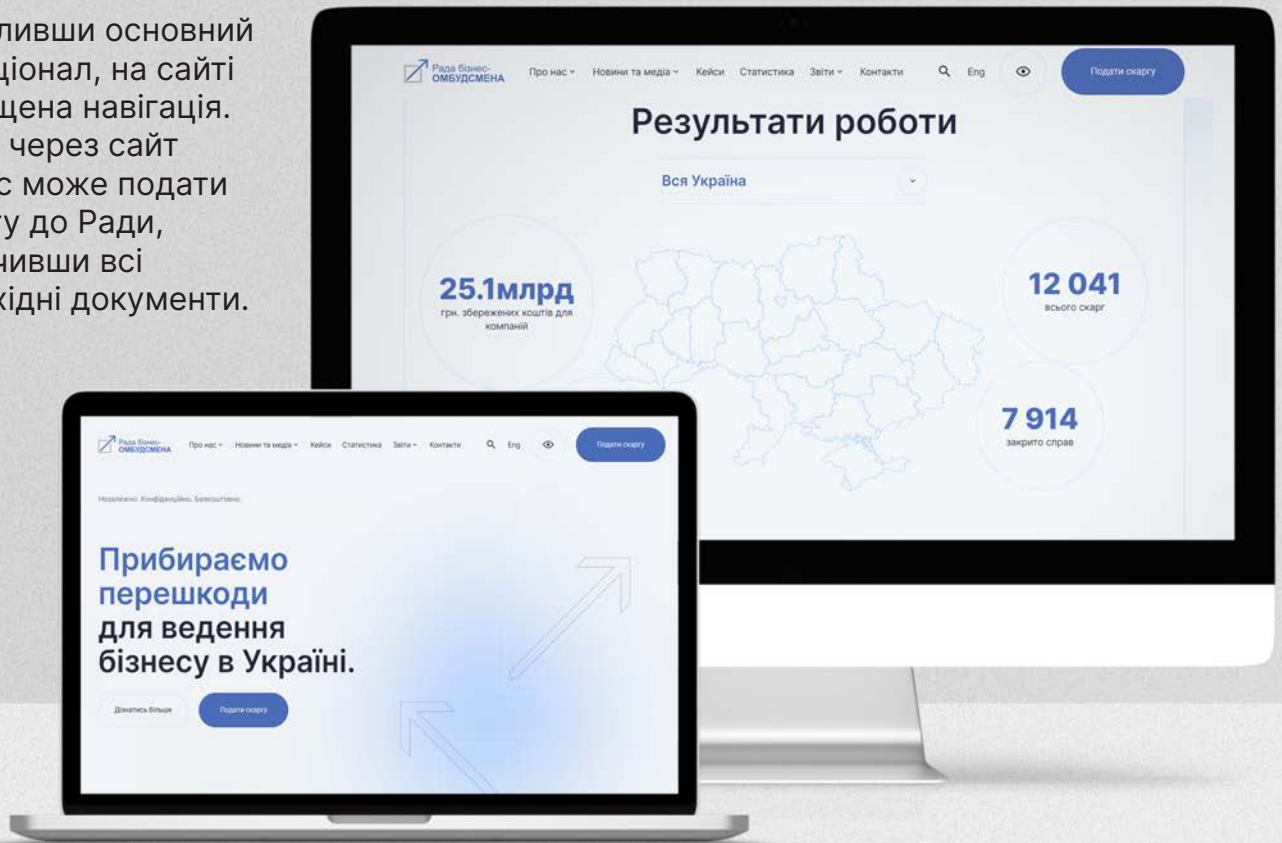 ливши основний
ціонал, на сайті
щена навігація.
через сайт
с може подати
гу до Ради,
чивши всі
хідні документи.
Рада бізнес-
ОМБУДСМЕНА
Про нас Новини та медіа Кейси Статистика Звіти Контакти Eng Подати скаргу
Результати роботи
Вся Україна
25.1млрд
грн. збережених коштів для
компаній
12 041
всього скарг
7 914
закрито справ
Рада бізнес-
ОМБУДСМЕНА
Про нас Новини та медіа Кейси Статистика Звіти Контакти Eng Подати скаргу
Незалежно. Конфіденційно. Безкоштовно.
Прибираємо
перешкоди
для ведення
бізнесу в Україні.
Дізнатись більше Подати скаргу